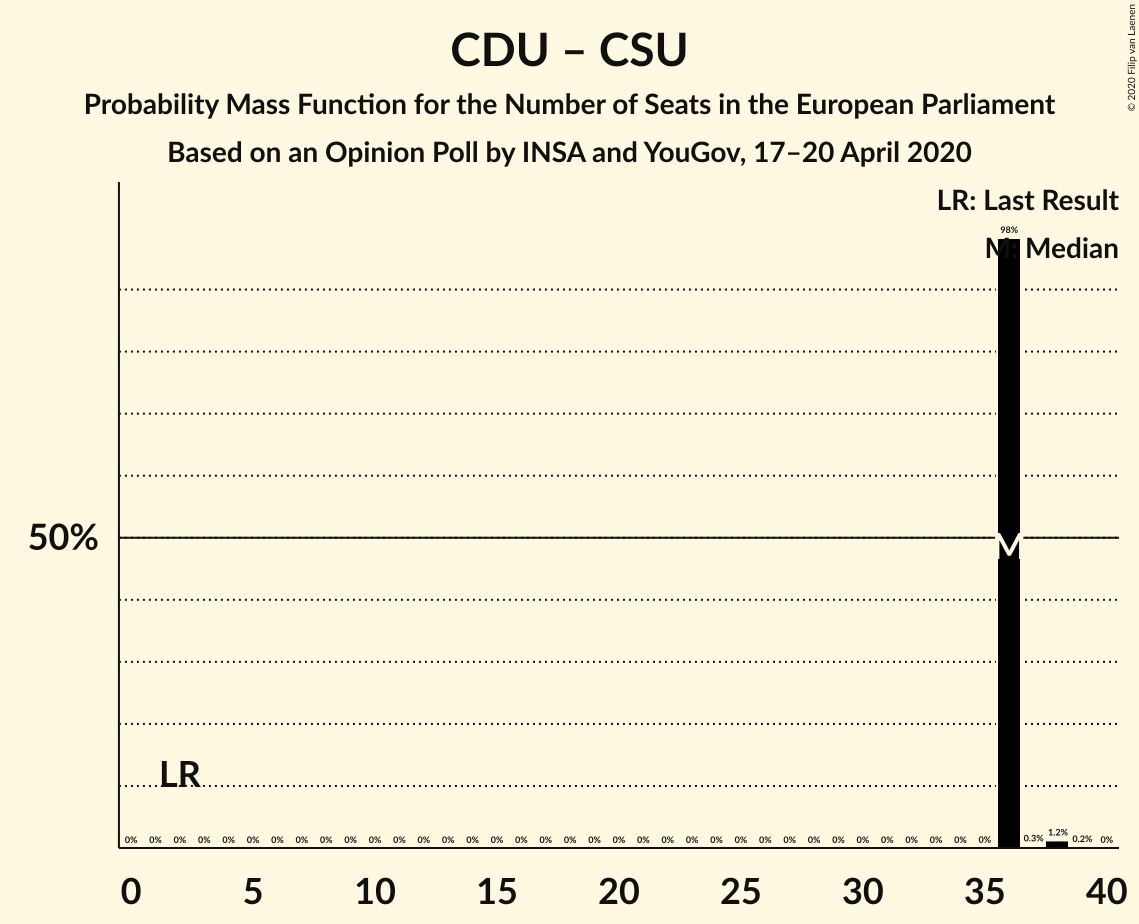 CDU – CSU
Probability Mass Function for the Number of Seats in the European Parliament
Based on an Opinion Poll by INSA and YouGov, 17–20 April 2020
© 2020 Filip van Laenen
LR: Last Result
M: Median
98%
50%
M
LR
0% 0% 0% 0% 0% 0% 0% 0% 0% 0% 0% 0% 0% 0% 0% 0% 0% 0% 0% 0% 0% 0% 0% 0% 0% 0% 0% 0% 0% 0% 0% 0% 0% 0% 0% 0% 0.3% 1.2% 0.2% 0%
0 5 10 15 20 25 30 35 40